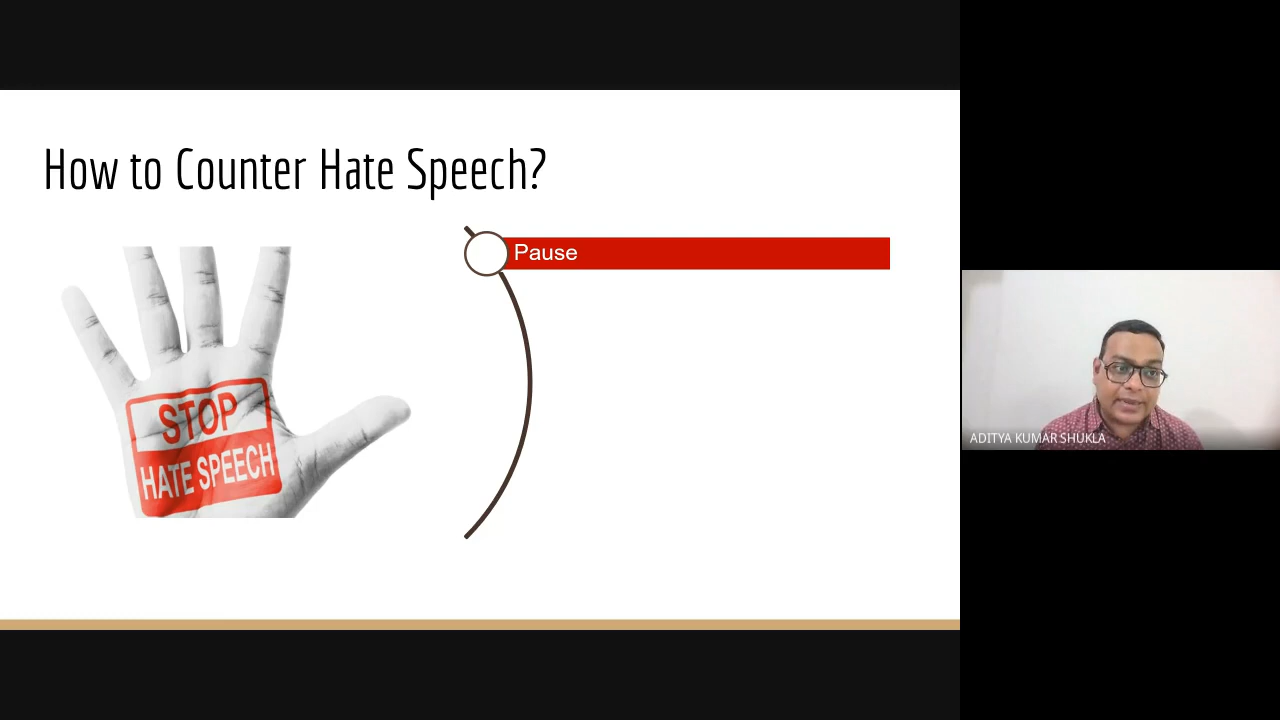 How to Counter Hate Speech?
Pause
STOP
HATE SPEECH
ADITYA KUMAR SHUKLA